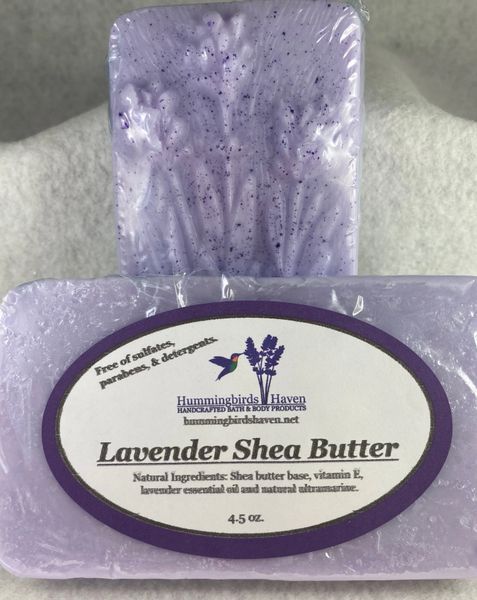 Free of sulfates,
parabens, & detergents.
Hummingbirds Haven
HANDCRAFTED BATH & BODY PRODUCTS
hummingbirdshaven.net
Lavender Shea Butter
Natural Ingredients: Shea butter base, vitamin E,
lavender essential oil and natural ultramarine.
4.5 oz.